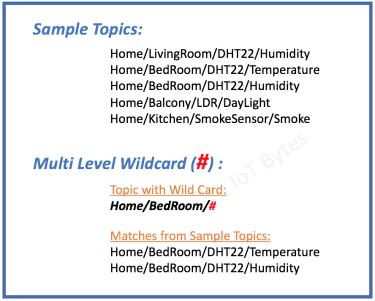 Sample Topics:
Home/LivingRoom/DHT22/Humidity
Home/BedRoom/DHT22/Temperature
Home/BedRoom/DHT22/Humidity
Home/Balcony/LDR/DayLight
Home/Kitchen/SmokeSensor/Smoke
Multi Level Wildcard (#) :
IoT Bytes
Topic with Wild Card:
Home/BedRoom/#
Matches from Sample Topics:
Home/BedRoom/DHT22/Temperature
Home/BedRoom/DHT22/Humidity